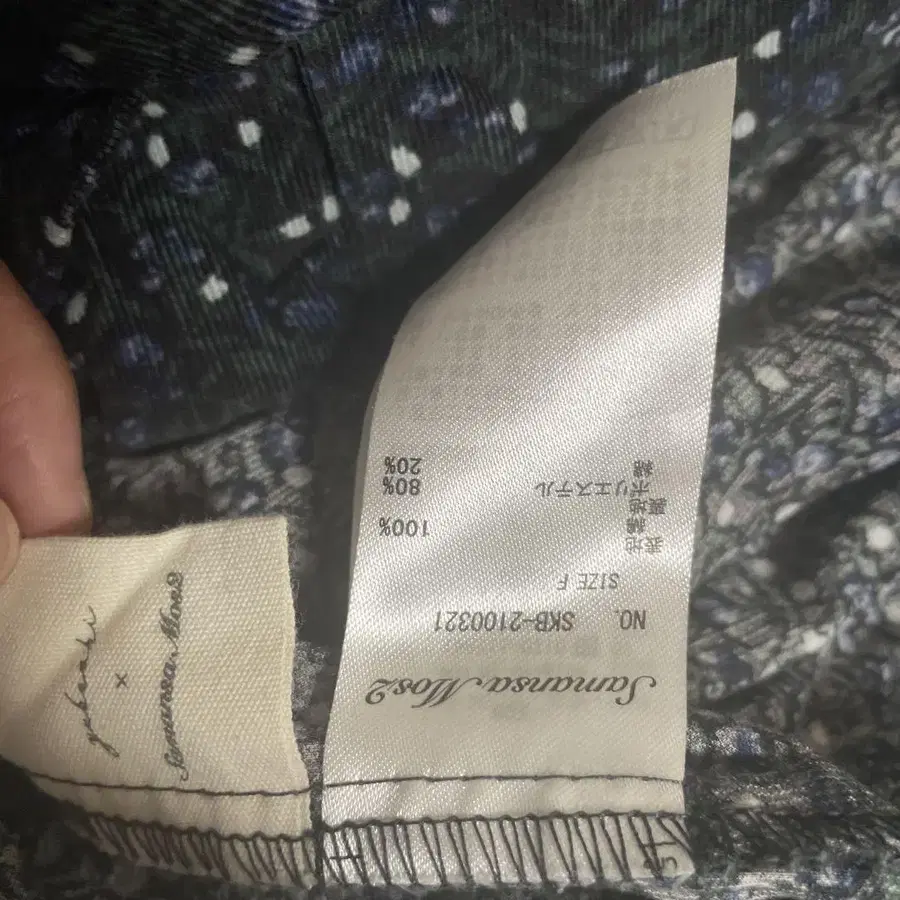 Samansa Mos2
NO. SKB-2100321
SIZE F
表地
綿 100%
裏地
ポリエステル 80%
綿 20%
×
Samansa Mos2